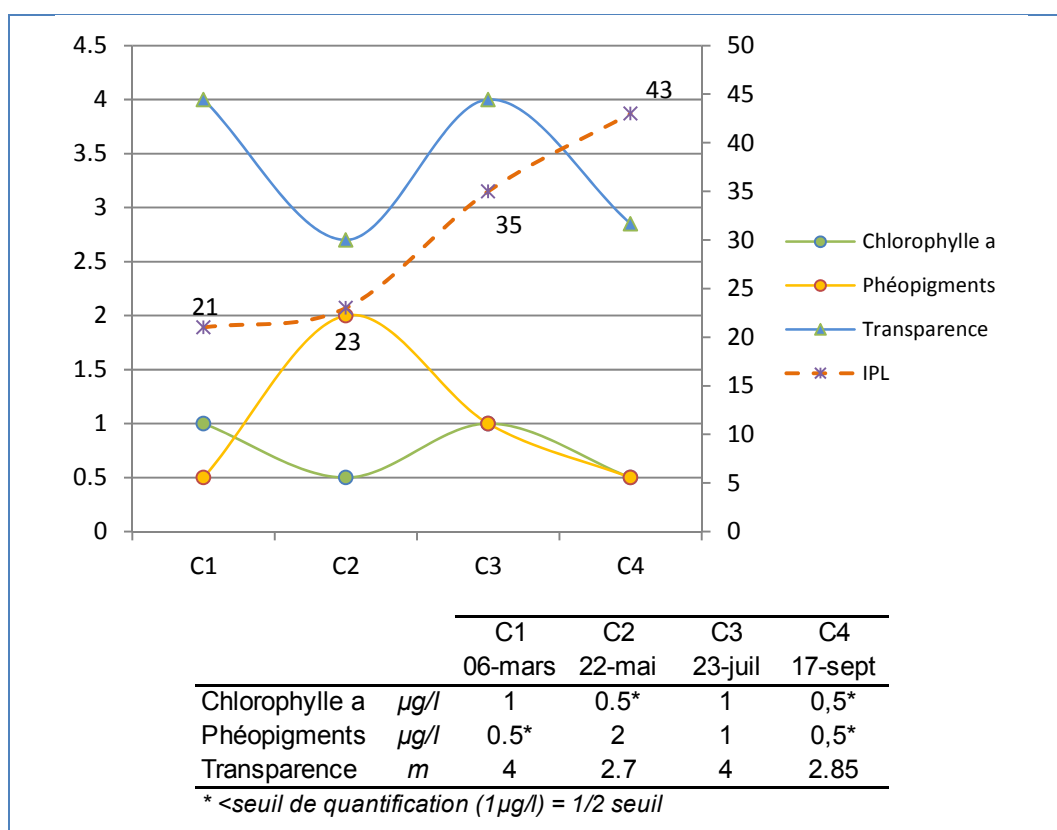 4.5
4
3.5
3
2.5
2
1.5
1
0.5
0
50
45
40
35
30
25
20
15
10
5
0
21
23
35
43
C1 C2 C3 C4
Chlorophylle a
Phéopigments
Transparence
IPL
C1 C2 C3 C4
06-mars 22-mai 23-juil 17-sept
Chlorophylle a µg/l 1 0.5* 1 0,5*
Phéopigments µg/l 0.5* 2 1 0,5*
Transparence m 4 2.7 4 2.85
* <seuil de quantification (1µg/l) = 1/2 seuil